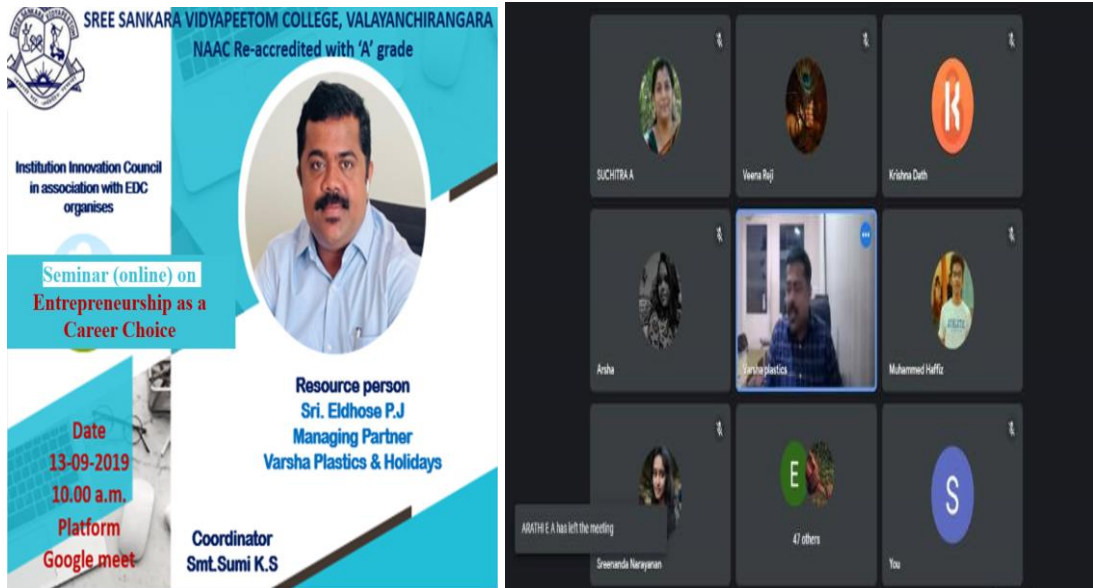 SREE SANKARA VIDYAPEETOM COLLEGE, VALAYANCHIRANGARA
NAAC Re-accredited with ‘A’ grade
Institution Innovation Council
in association with EDC
organises
Seminar (online) on
Entrepreneurship as a
Career Choice
Resource person
Sri. Eldhose P.J
Managing Partner
Varsha Plastics & Holidays
Date
13-09-2019
10.00 a.m.
Platform
Google meet
Coordinator
Smt.Sumi K.S
SUCHITRA A
Veena Reji
K
Krishna Dath
Arsha
Varsha plastics
Muhammed Haffiz
ARATHI E A has left the meeting
Sreenanda Narayanan
E
47 others
S
You